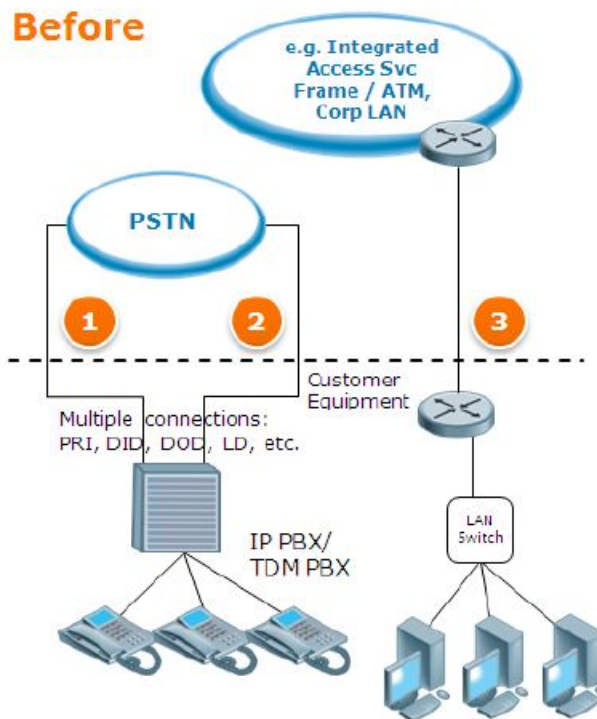 Before
e.g. Integrated
Access Svc
Frame / ATM,
Corp LAN
PSTN
1
2
3
Customer
Equipment
Multiple connections:
PRI, DID, DOD, LD, etc.
IP PBX/
TDM PBX
LAN
Switch